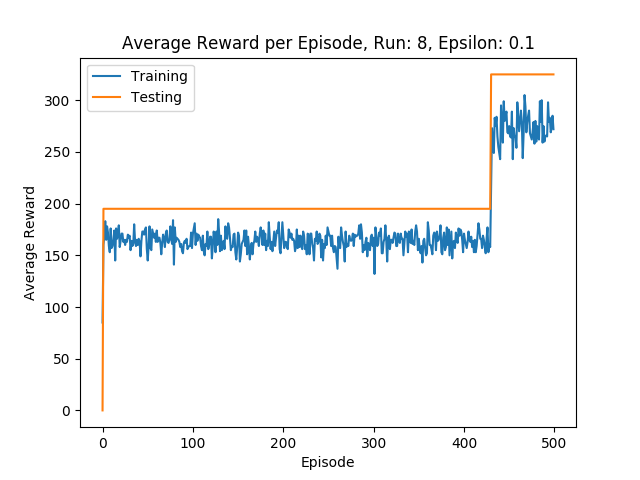 Average Reward per Episode, Run: 8, Epsilon: 0.1
Training
Testing
300
250
200
150
100
50
0
Average Reward
0 100 200 300 400 500
Episode